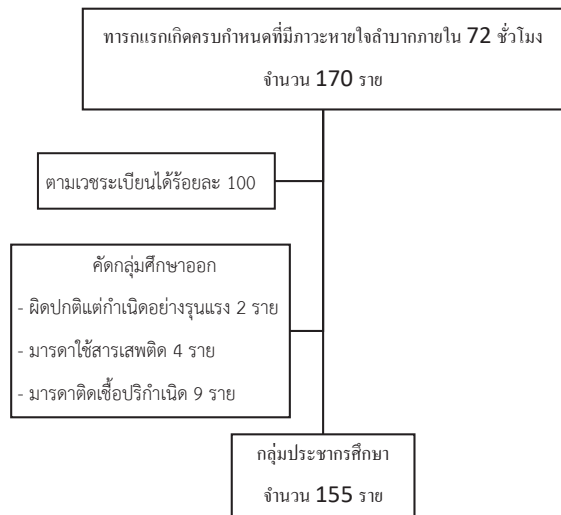 ทารกแรกเกิดครบกำหนดที่มีภาวะหายใจลำบากภายใน 72 ชั่วโมง
จำนวน 170 ราย
ตามเวชระเบียนได้ร้อยละ 100
คัดกลุ่มศึกษาออก
- ผิดปกติแต่กำเนิดอย่างรุนแรง 2 ราย
- มารดาใช้สารเสพติด 4 ราย
- มารดาติดเชื้อปริกำเนิด 9 ราย
กลุ่มประชากรศึกษา
จำนวน 155 ราย